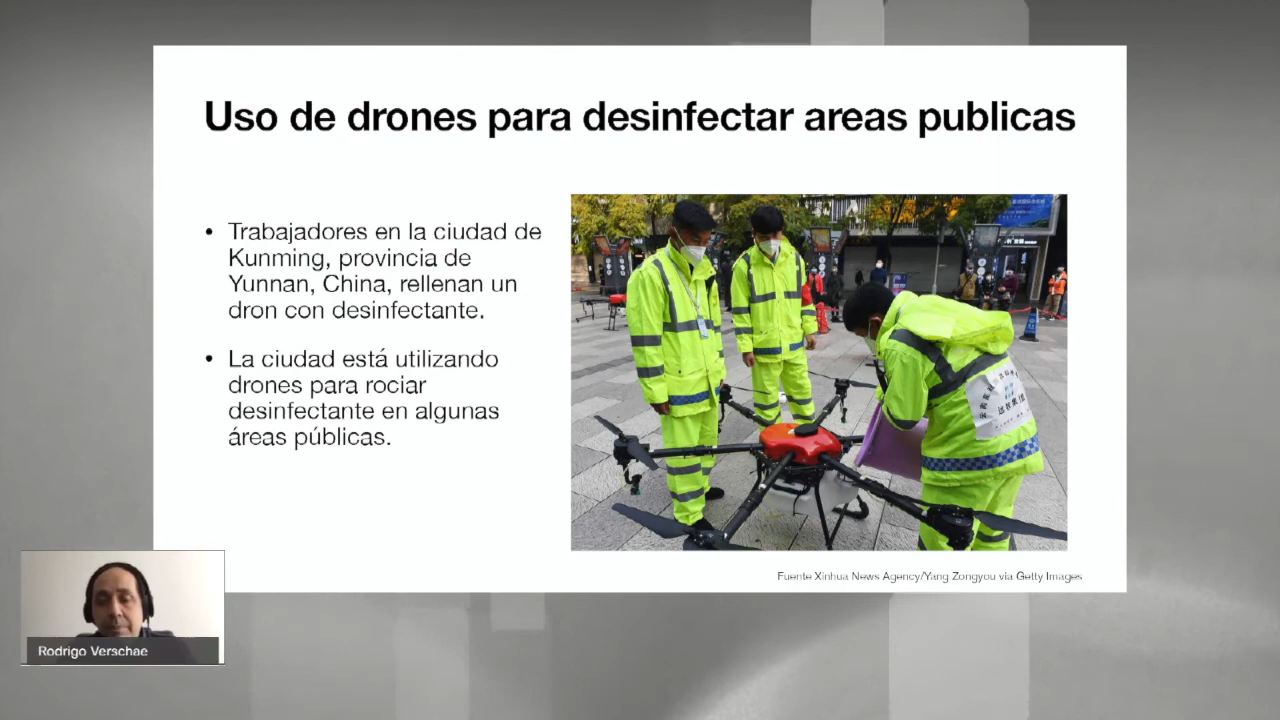 Uso de drones para desinfectar areas publicas
• Trabajadores en la ciudad de
Kunming, provincia de
Yunnan, China, rellenan un
dron con desinfectante.
• La ciudad está utilizando
drones para rociar
desinfectante en algunas
áreas públicas.
Fuente Xinhua News Agency/Yang Zongyou via Getty Images
Rodrigo Verschae